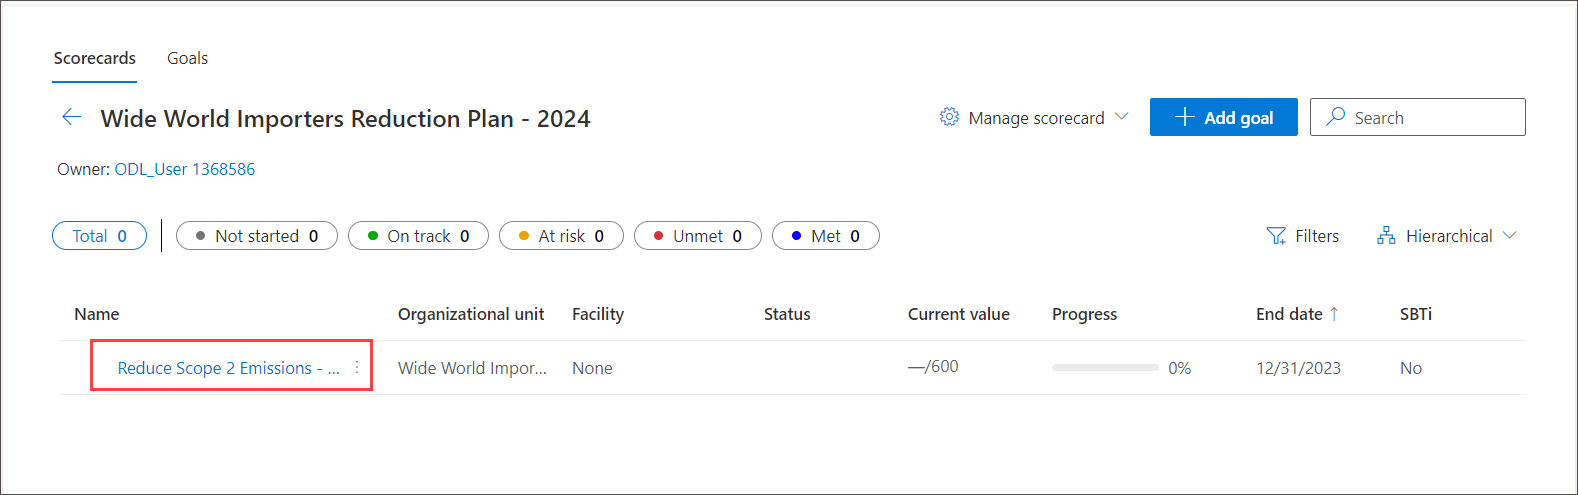 Scorecards Goals
Wide World Importers Reduction Plan - 2024 Manage scorecard Add goal Search
Owner: ODL_User 1368586
Total 0 Not started 0 On track 0 At risk 0 Unmet 0 Met 0 Filters Hierarchical
Name Organizational unit Facility Status Current value Progress End date ↑ SBTi
Reduce Scope 2 Emissions - ... Wide World Impor... None —/600 0% 12/31/2023 No